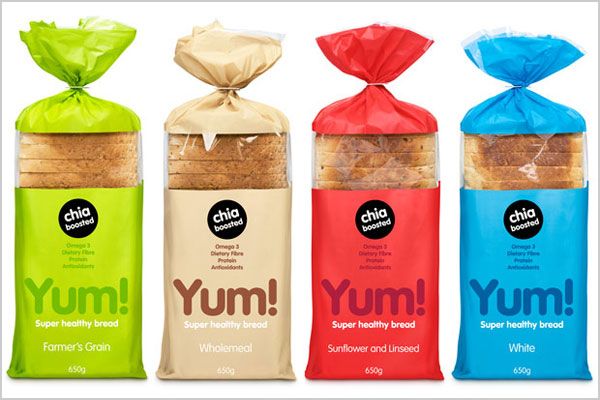 chia
boosted
Omega 3
Dietary Fibre
Protein
Antioxidants
Yum!
Super healthy bread
Farmer's Grain
650g
chia
boosted
Omega 3
Dietary Fibre
Protein
Antioxidants
Yum!
Super healthy bread
Wholemeal
650g
chia
boosted
Omega 3
Dietary Fibre
Protein
Antioxidants
Yum!
Super healthy bread
Sunflower and Linseed
650g
chia
boosted
Omega 3
Dietary Fibre
Protein
Antioxidants
Yum!
Super healthy bread
White
650g